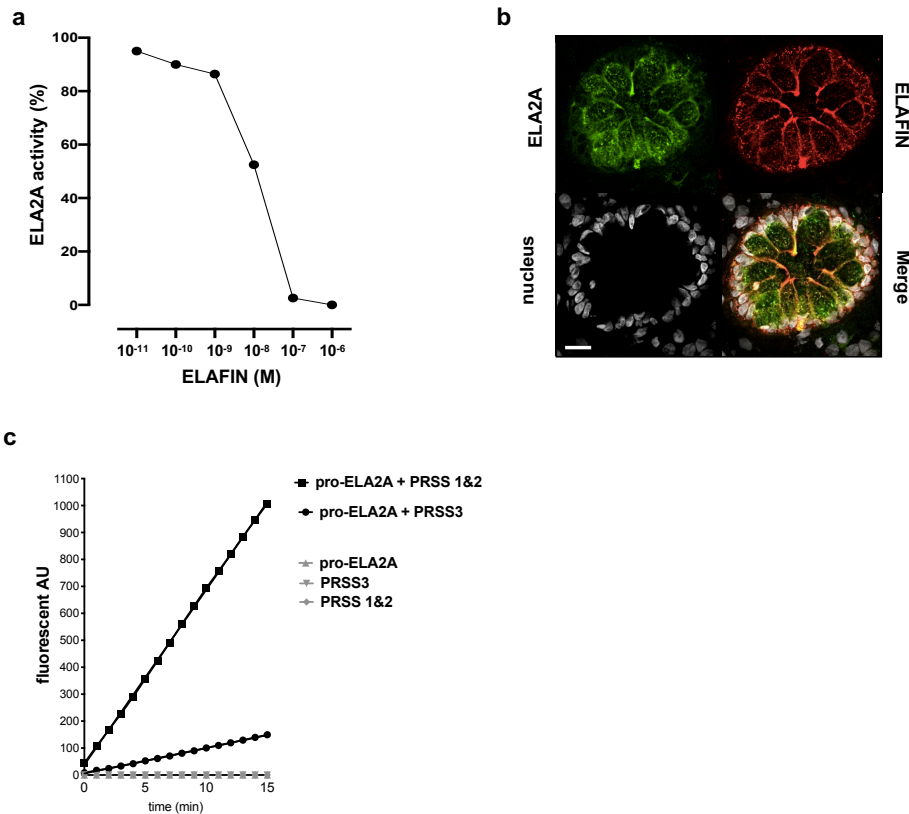 a
100
80
60
40
20
0
ELA2A activity (%)
10-11 10-10 10-9 10-8 10-7 10-6
ELAFIN (M)
b
ELA2A
ELAFIN
nucleus
Merge
c
1100
1000
900
800
700
600
500
400
300
200
100
0
fluorescent AU
0 5 10 15
time (min)
pro-ELA2A + PRSS 1&2
pro-ELA2A + PRSS3
pro-ELA2A
PRSS3
PRSS 1&2